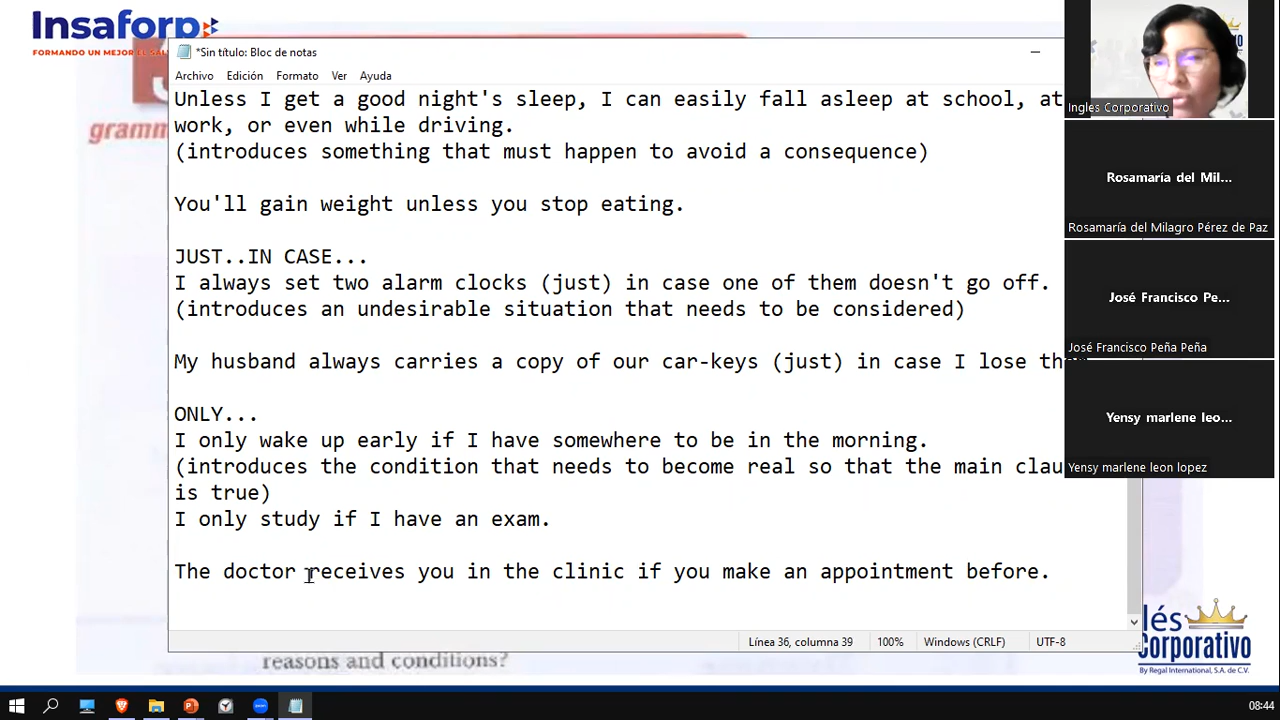 Insaforp
FORMANDO UN MEJOR EL SAL
*Sin título: Bloc de notas
Archivo Edición Formato Ver Ayuda
gramm
Unless I get a good night's sleep, I can easily fall asleep at school, at
work, or even while driving.
(introduces something that must happen to avoid a consequence)
You'll gain weight unless you stop eating.
JUST..IN CASE...
I always set two alarm clocks (just) in case one of them doesn't go off.
(introduces an undesirable situation that needs to be considered)
My husband always carries a copy of our car-keys (just) in case I lose
ONLY...
I only wake up early if I have somewhere to be in the morning.
(introduces the condition that needs to become real so that the main clau
is true)
I only study if I have an exam.
The doctor receives you in the clinic if you make an appointment before.
Línea 36, columna 39 100% Windows (CRLF) UTF-8
reasons and conditions?
Ingles Corporativo
Rosamaría del Mil...
Rosamaría del Milagro Pérez de Paz
José Francisco Pe...
José Francisco Peña Peña
Yensy marlene leo...
Yensy marlene leon lopez
lés
Corporativo
By Regal International, S.A. de C.V.
08:44